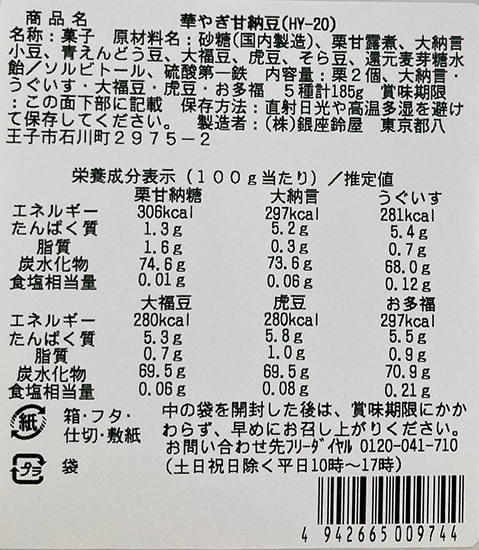 商品名 華やぎ甘納豆(HY-20)
名称：菓子 原材料名：砂糖(国内製造)、栗甘露煮、大納言
小豆、青えんどう豆、大福豆、虎豆、そら豆、還元麦芽糖水
飴／ソルビトール、硫酸第一鉄 内容量：栗２個、大納言・
うぐいす・大福豆・虎豆・お多福 ５種計185g 賞味期限
：この面下部に記載 保存方法：直射日光や高温多湿を避け
て保存してください。 製造者：(株)銀座鈴屋 東京都八
王子市石川町２９７５−２
栄養成分表示（１００ｇ当たり）／推定値
栗甘納糖 大納言 うぐいす
エネルギー 306kcal 297kcal 281kcal
たんぱく質 1.3g 5.2g 5.4g
脂質 1.6g 0.3g 0.7g
炭水化物 74.6g 73.6g 68.0g
食塩相当量 0.01g 0.06g 0.12g
大福豆 虎豆 お多福
エネルギー 280kcal 280kcal 297kcal
たんぱく質 5.3g 5.8g 5.5g
脂質 0.7g 1.0g 0.9g
炭水化物 69.5g 69.5g 70.9g
食塩相当量 0.06g 0.08g 0.21g
紙 箱・フタ・
仕切・敷紙
プラ 袋
中の袋を開封した後は、賞味期限にかか
わらず、早めにお召し上がりください。
お問い合わせ先フリーダイヤル 0120-041-710
(土日祝日除く平日10時〜17時)
4 942665 009744